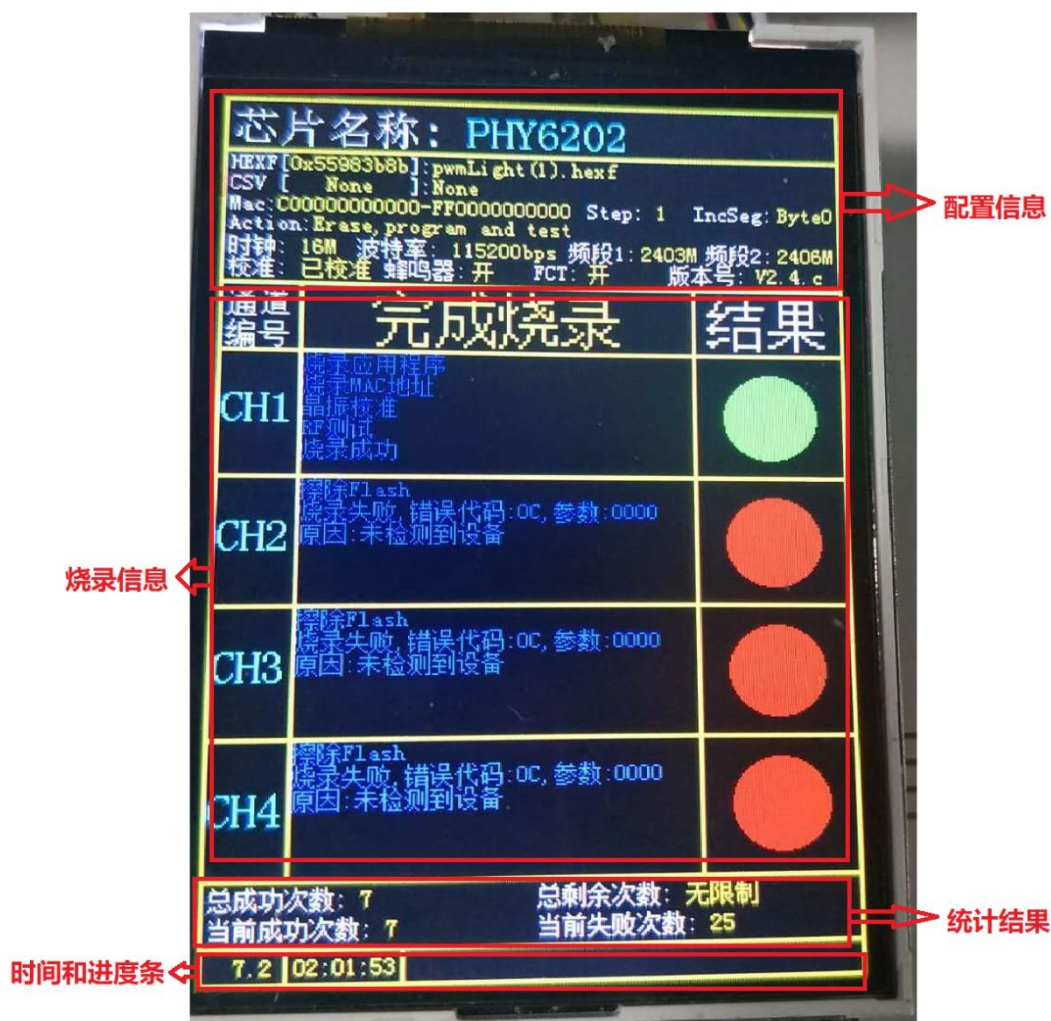 芯片名称: PHY6202
HEXF[0x55983b8b]:pwmLight(1).hexf
CSV [ None ]:None
Mac:C00000000000-FF0000000000 Step: 1 IncSeg:Byte0
Action:Erase,program and test
时钟: 16M 波特率: 115200bps 频段1:2403M 频段2:2406M
校准: 已校准 蜂鸣器:开 FCT:开 版本号: V2.4.c
配置信息
通道编号 完成烧录 结果
CH1
烧录应用程序
烧录MAC地址
晶振校准
RF测试
烧录成功
CH2
擦除Flash
烧录失败,错误代码:0C,参数:0000
原因:未检测到设备
烧录信息
CH3
擦除Flash
烧录失败,错误代码:0C,参数:0000
原因:未检测到设备
CH4
擦除Flash
烧录失败,错误代码:0C,参数:0000
原因:未检测到设备
总成功次数: 7 总剩余次数: 无限制
当前成功次数: 7 当前失败次数: 25
统计结果
时间和进度条
7.2 02:01:53